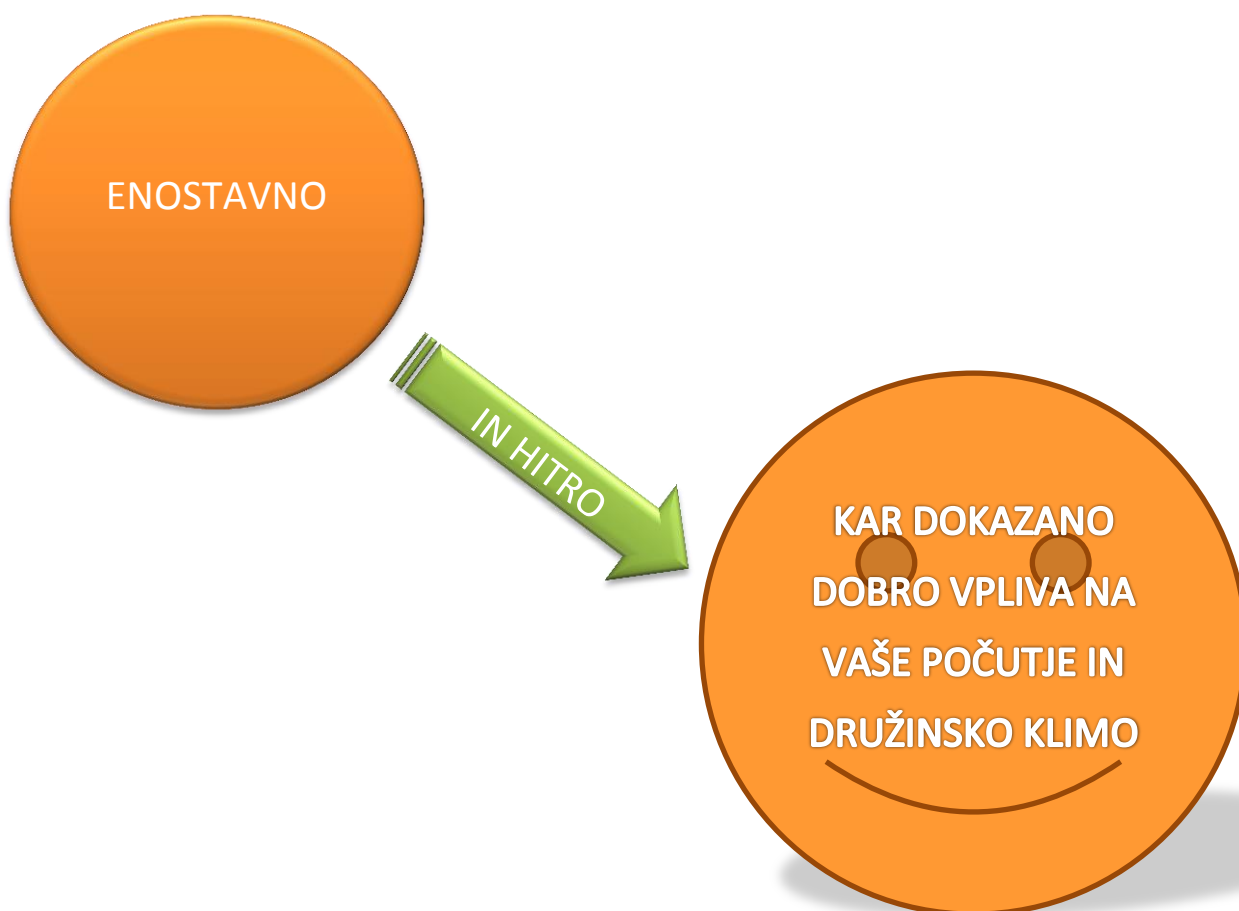 ENOSTAVNO
IN HITRO
KAR DOKAZANO
DOBRO VPLIVA NA
VAŠE POČUTJE IN
DRUŽINSKO KLIMO